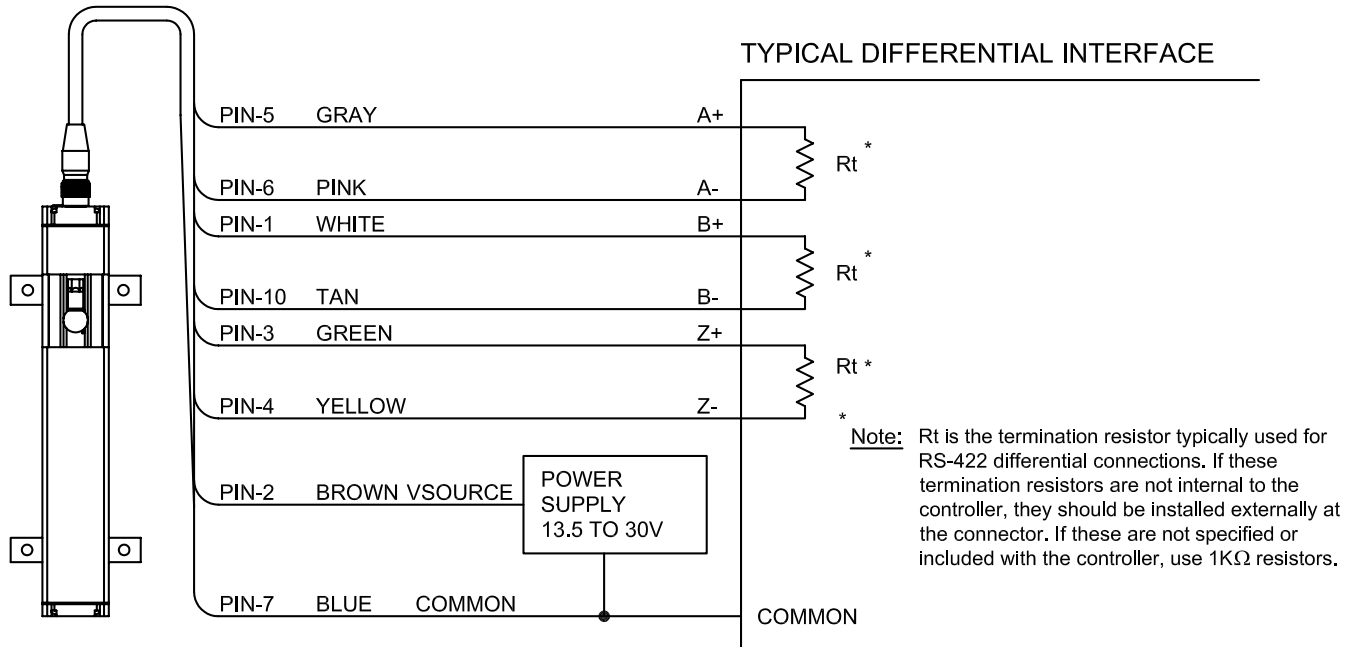 TYPICAL DIFFERENTIAL INTERFACE
PIN-5 GRAY A+
Rt *
PIN-6 PINK A-
PIN-1 WHITE B+
Rt *
PIN-10 TAN B-
PIN-3 GREEN Z+
Rt *
PIN-4 YELLOW Z-
*
Note: Rt is the termination resistor typically used for
RS-422 differential connections. If these
termination resistors are not internal to the
controller, they should be installed externally at
the connector. If these are not specified or
included with the controller, use 1KΩ resistors.
PIN-2 BROWN VSOURCE
POWER
SUPPLY
13.5 TO 30V
PIN-7 BLUE COMMON
COMMON